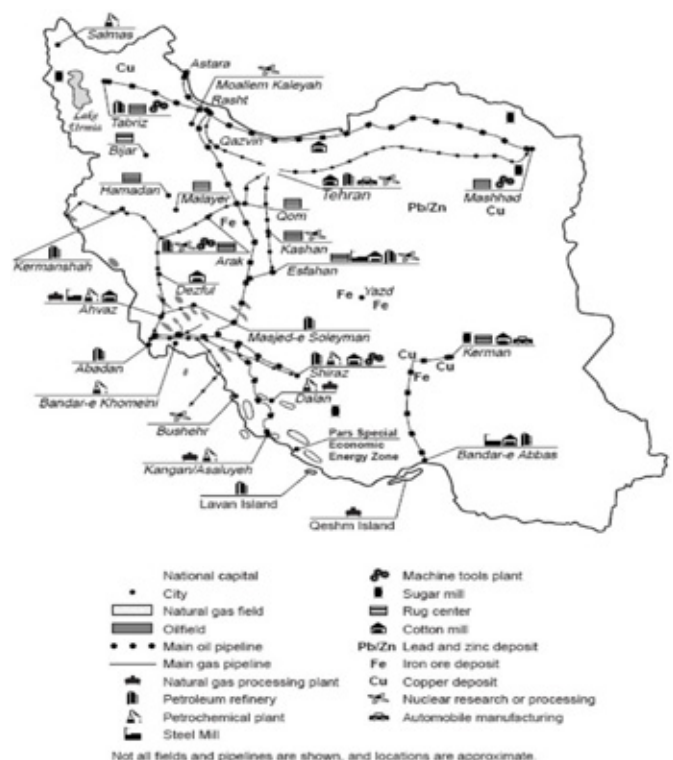 Salmas
Cu
Astara
Moallem Kaleyah
Rasht
Lake
Urmia
Tabriz
Qazvin
Bijar
Tehran
Mashhad
Hamadan
Malayer
Pb/Zn
Cu
Qom
Fe
Kashan
Kermanshah
Arak
Esfahan
Dezful
Fe
Yazd
Fe
Ahvaz
Masjed-e Soleyman
Cu
Kerman
Cu
Abadan
Shiraz
Fe
Bandar-e Khomeini
Dalan
Bushehr
Pars Special
Economic
Energy Zone
Kangan/Asaluyeh
Bandar-e Abbas
Lavan Island
Qeshm Island
National capital
City
Natural gas field
Oilfield
Main oil pipeline
Main gas pipeline
Natural gas processing plant
Petroleum refinery
Petrochemical plant
Steel Mill
Machine tools plant
Sugar mill
Rug center
Cotton mill
Pb/Zn Lead and zinc deposit
Fe Iron ore deposit
Cu Copper deposit
Nuclear research or processing
Automobile manufacturing
Not all fields and pipelines are shown, and locations are approximate.